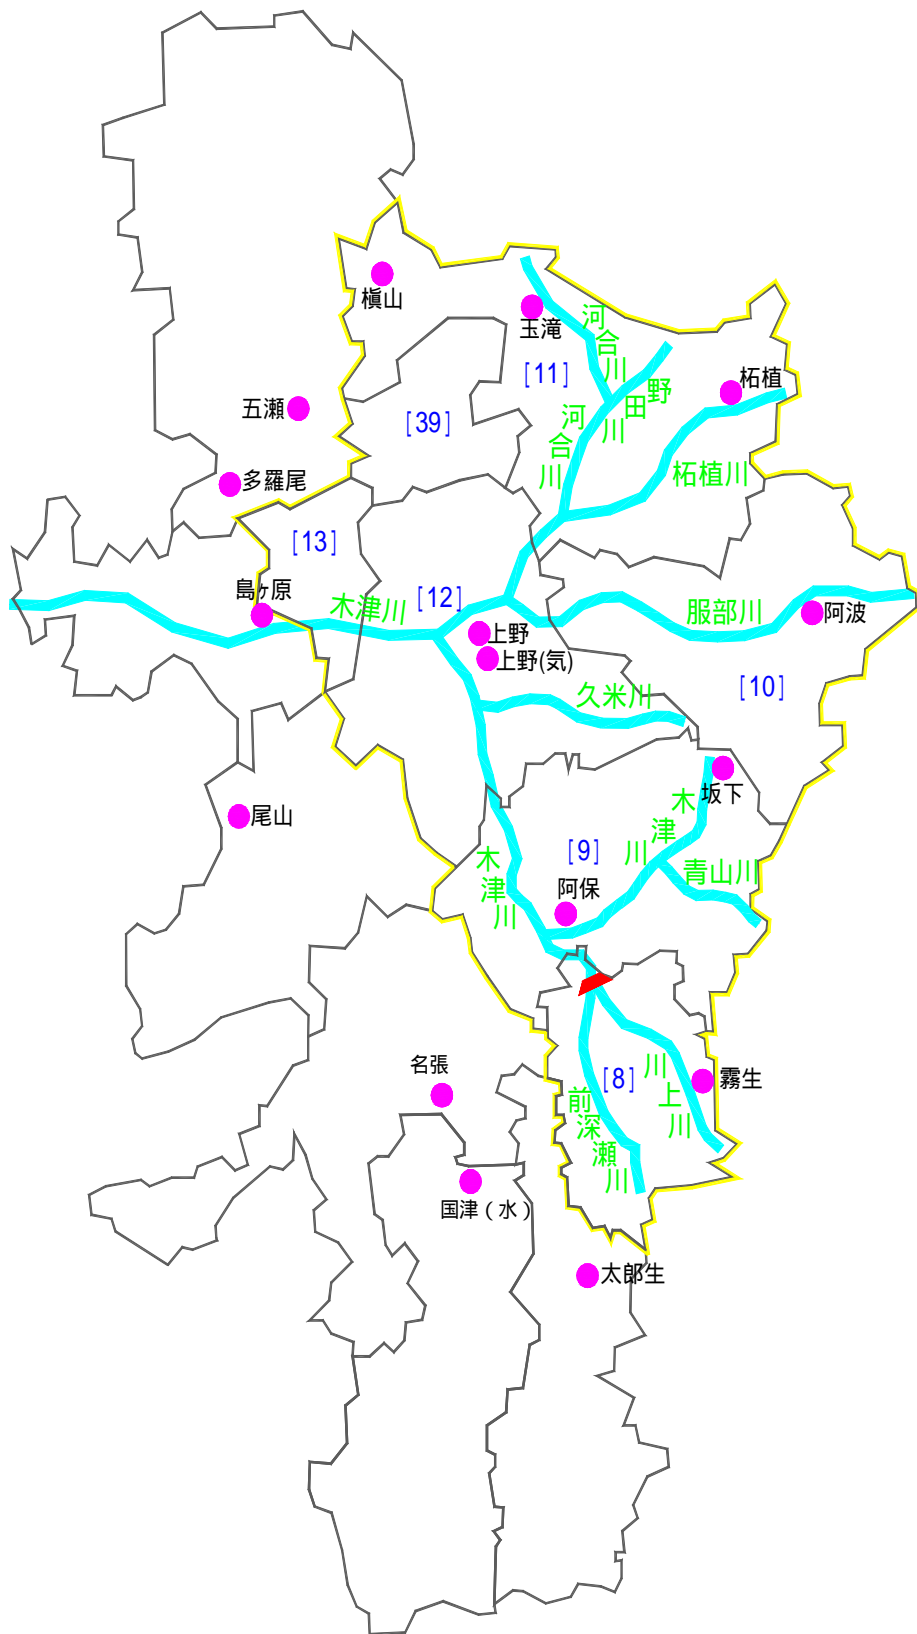 槇山
玉滝
河合川
[11]
柘植
野田川
五瀬
[39]
河合川
柘植川
多羅尾
[13]
島ヶ原
木津川
[12]
服部川
阿波
上野
上野(気)
[10]
久米川
坂下
木津川
尾山
[9]
木津川
青山川
阿保
名張
[8]
川上川
霧生
前深瀬川
国津(水)
太郎生